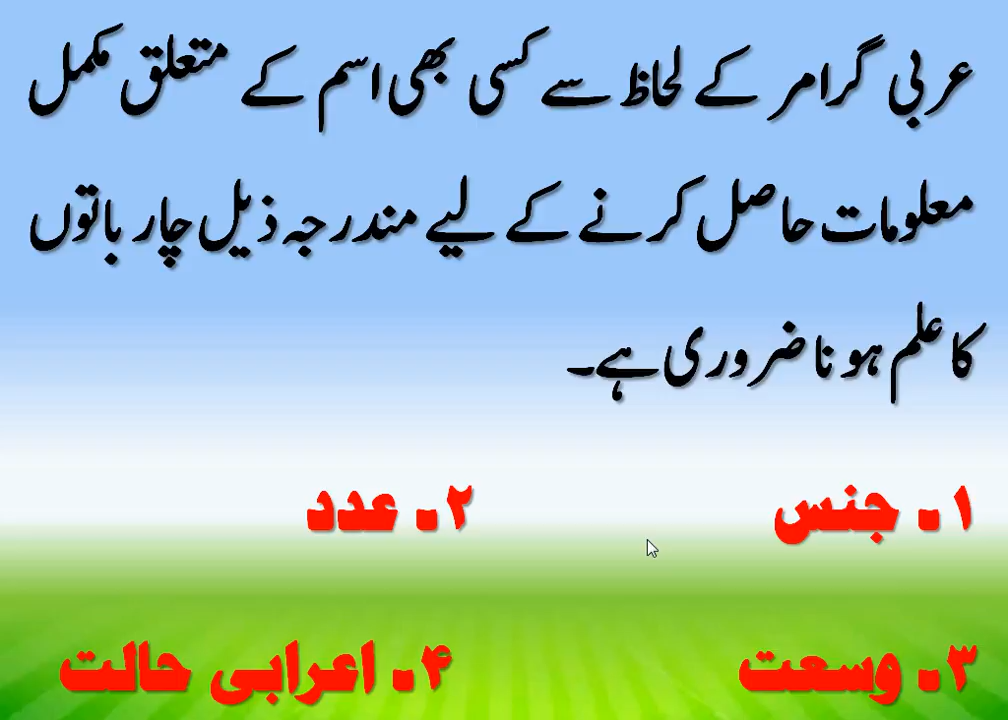 عربی گرامر کے لحاظ سے کسی بھی اسم کے متعلق مکمل
معلومات حاصل کرنے کے لیے مندرجہ ذیل چار باتوں
کا علم ہونا ضروری ہے۔
۱۔ جنس ۲۔ عدد
۳۔ وسعت ۴۔ اعرابی حالت